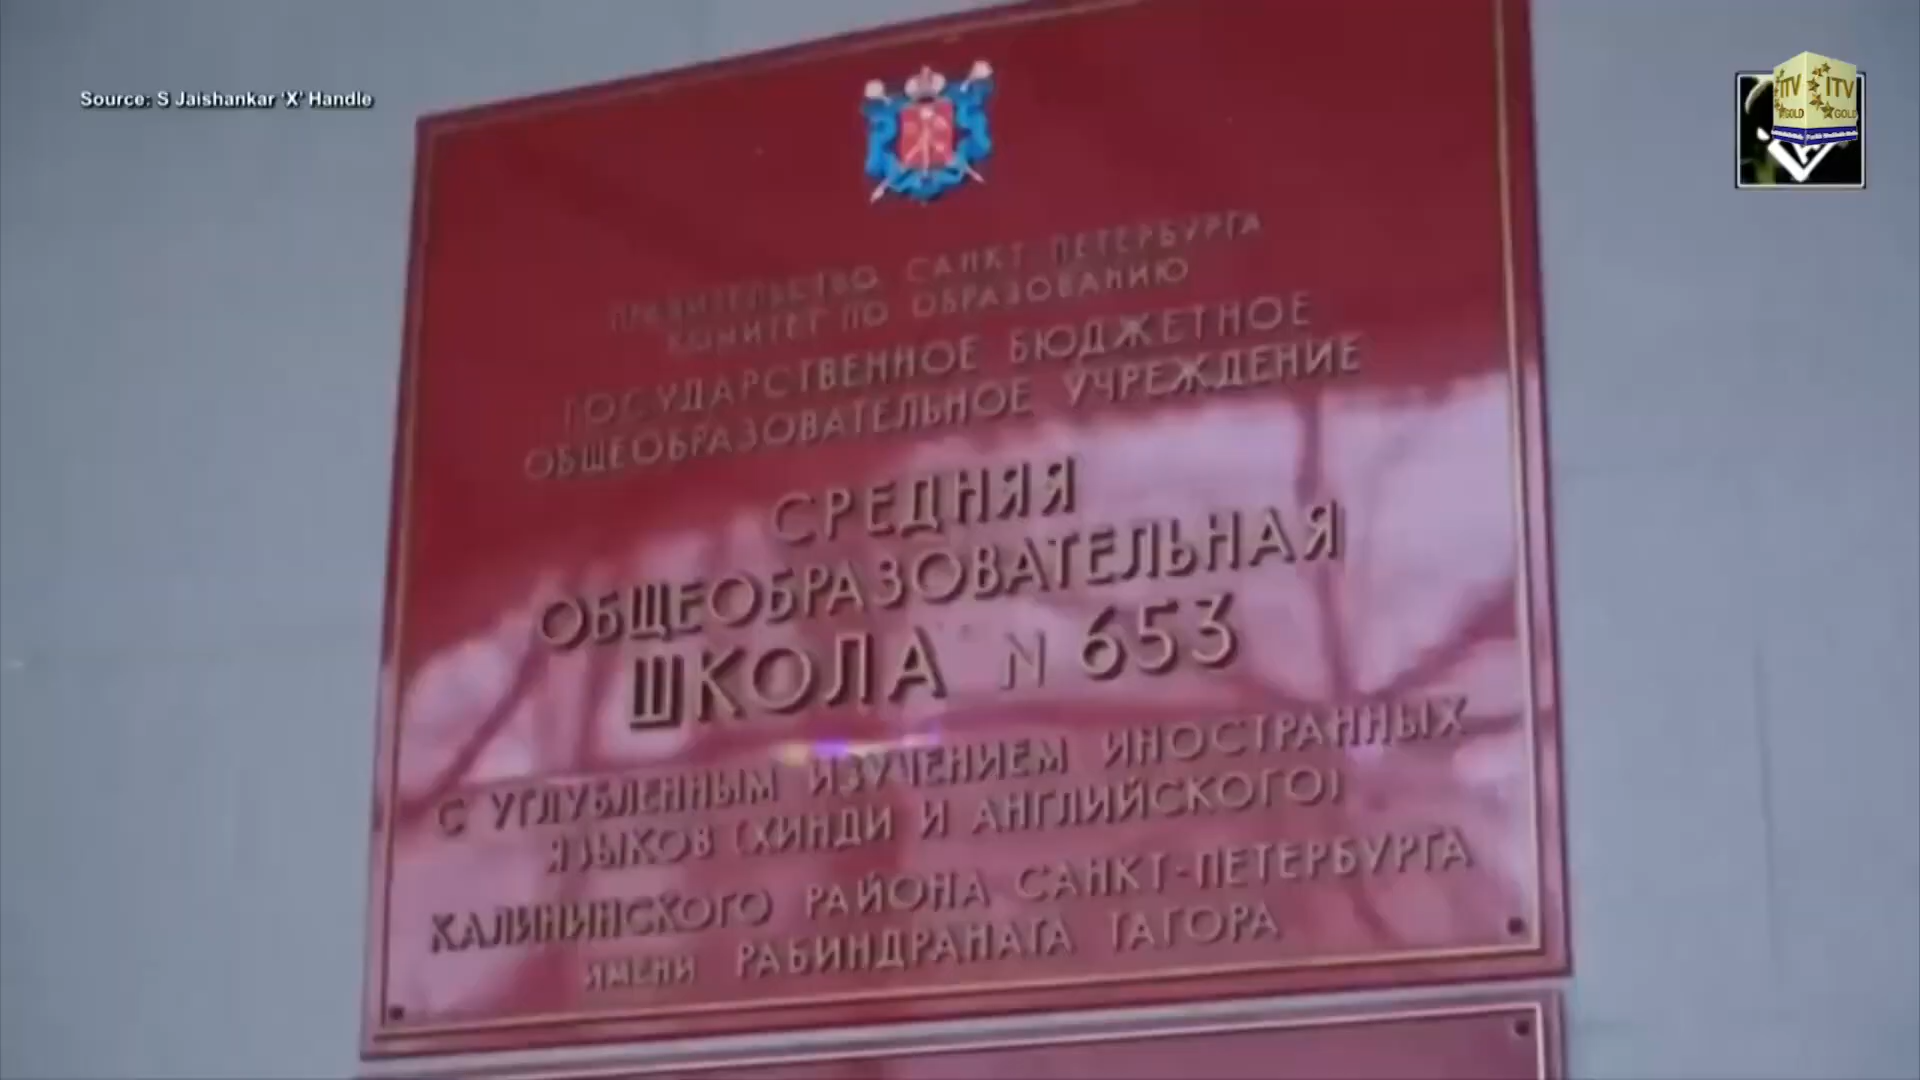 Source: S Jaishankar 'X' Handle
ITV ITV
GOLD GOLD
ПРАВИТЕЛЬСТВО САНКТ ПЕТЕРБУРГА
КОМИТЕТ ПО ОБРАЗОВАНИЮ
ГОСУДАРСТВЕННОЕ БЮДЖЕТНОЕ
ОБЩЕОБРАЗОВАТЕЛЬНОЕ УЧРЕЖДЕНИЕ
СРЕДНЯЯ
ОБЩЕОБРАЗОВАТЕЛЬНАЯ
ШКОЛА N 653
С УГЛУБЛЕННЫМ ИЗУЧЕНИЕМ ИНОСТРАННЫХ
ЯЗЫКОВ (ХИНДИ И АНГЛИЙСКОГО)
КАЛИНИНСКОГО РАЙОНА САНКТ-ПЕТЕРБУРГА
ИМЕНИ РАБИНДРАНАТА ТАГОРА